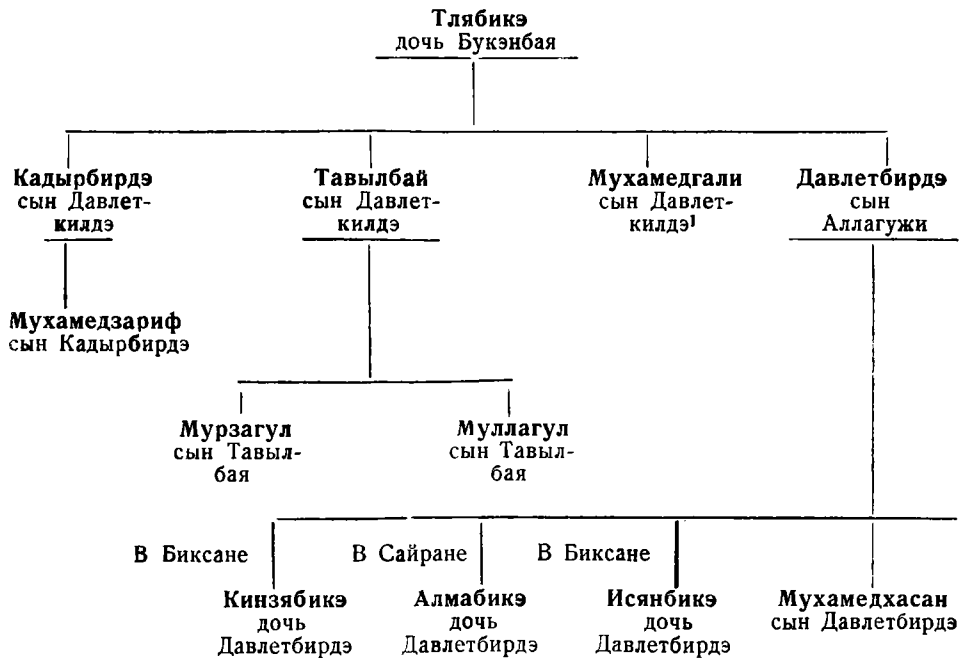 Тлябикэ
дочь Букэнбая
Кадырбирдэ
сын Давлет-
килдэ
Тавылбай
сын Давлет-
килдэ
Мухамедгали
сын Давлет-
килдэ¹
Давлетбирдэ
сын
Аллагужи
Мухамедзариф
сын Кадырбирдэ
Мурзагул
сын Тавыл-
бая
Муллагул
сын Тавыл-
бая
В Биксане
В Сайране
В Биксане
Кинзябикэ
дочь
Давлетбирдэ
Алмабикэ
дочь
Давлетбирдэ
Исянбикэ
дочь
Давлетбирдэ
Мухамедхасан
сын Давлетбирдэ